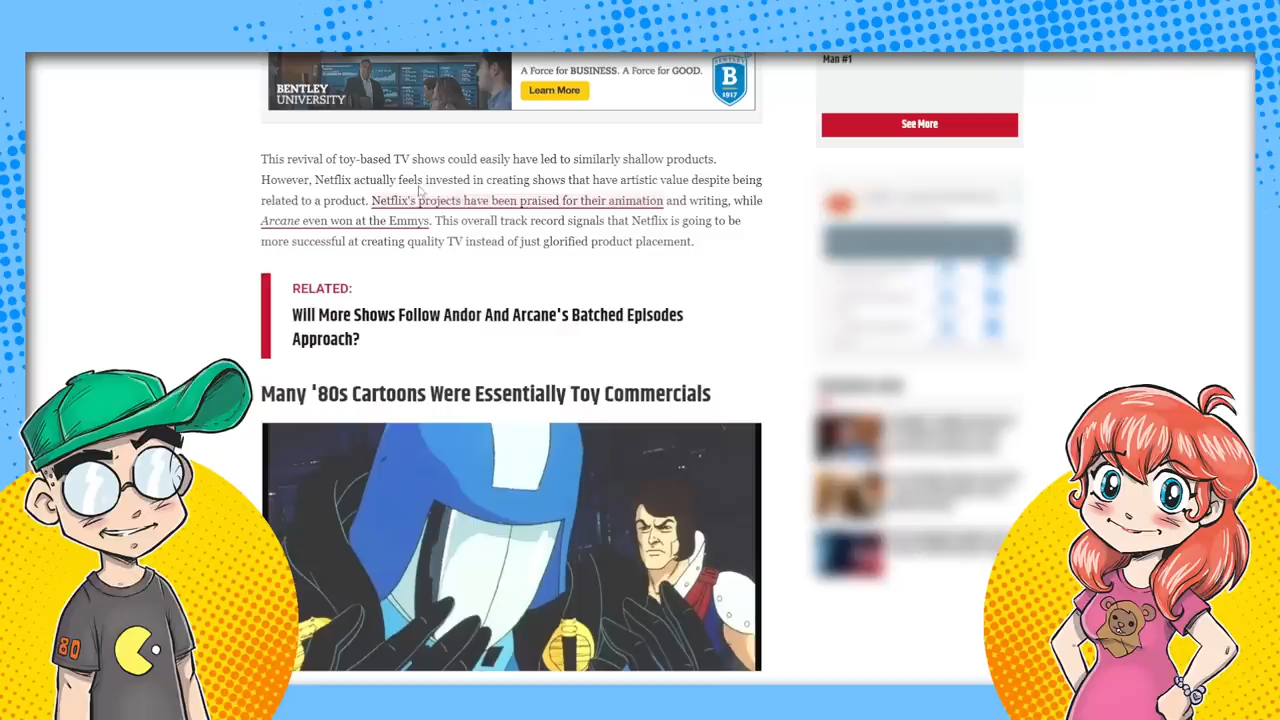 BENTLEY
UNIVERSITY
A Force for BUSINESS. A Force for GOOD.
Learn More
BENTLEY
B
1917
Man #1
See More
This revival of toy-based TV shows could easily have led to similarly shallow products.
However, Netflix actually feels invested in creating shows that have artistic value despite being
related to a product. Netflix's projects have been praised for their animation and writing, while
Arcane even won at the Emmys. This overall track record signals that Netflix is going to be
more successful at creating quality TV instead of just glorified product placement.
RELATED:
Will More Shows Follow Andor And Arcane's Batched Episodes
Approach?
Many '80s Cartoons Were Essentially Toy Commercials
80